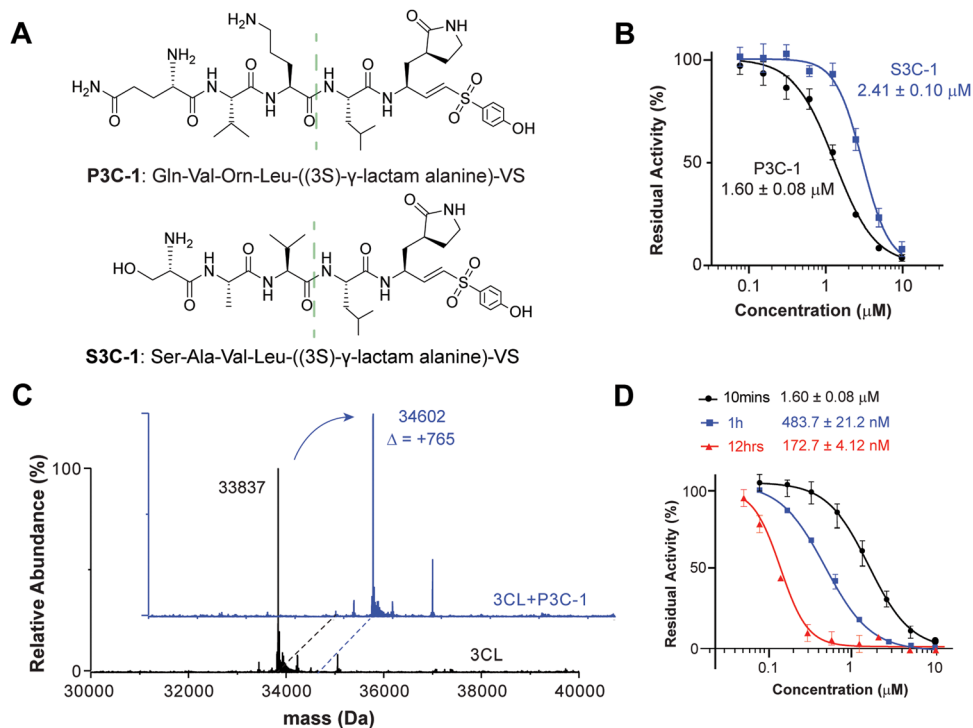 A
H₂N
O
NH
NH₂
H₂N
O
O
H
N
O
H
N
O
H
N
O
N
H
O
S
O
OH
P3C-1: Gln-Val-Orn-Leu-((3S)-γ-lactam alanine)-VS
O
NH
NH₂
HO
O
H
N
O
H
N
O
H
N
O
N
H
O
S
O
OH
S3C-1: Ser-Ala-Val-Leu-((3S)-γ-lactam alanine)-VS
B
Residual Activity (%)
100
50
0
S3C-1
2.41 ± 0.10 μM
P3C-1
1.60 ± 0.08 μM
0.1
1
10
Concentration (μM)
C
Relative Abundance (%)
100
0
34602
Δ = +765
33837
3CL+P3C-1
3CL
30000
32000
34000
36000
38000
40000
mass (Da)
D
10mins 1.60 ± 0.08 μM
1h 483.7 ± 21.2 nM
12hrs 172.7 ± 4.12 nM
Residual Activity (%)
100
50
0
0.1
1
10
Concentration (μM)